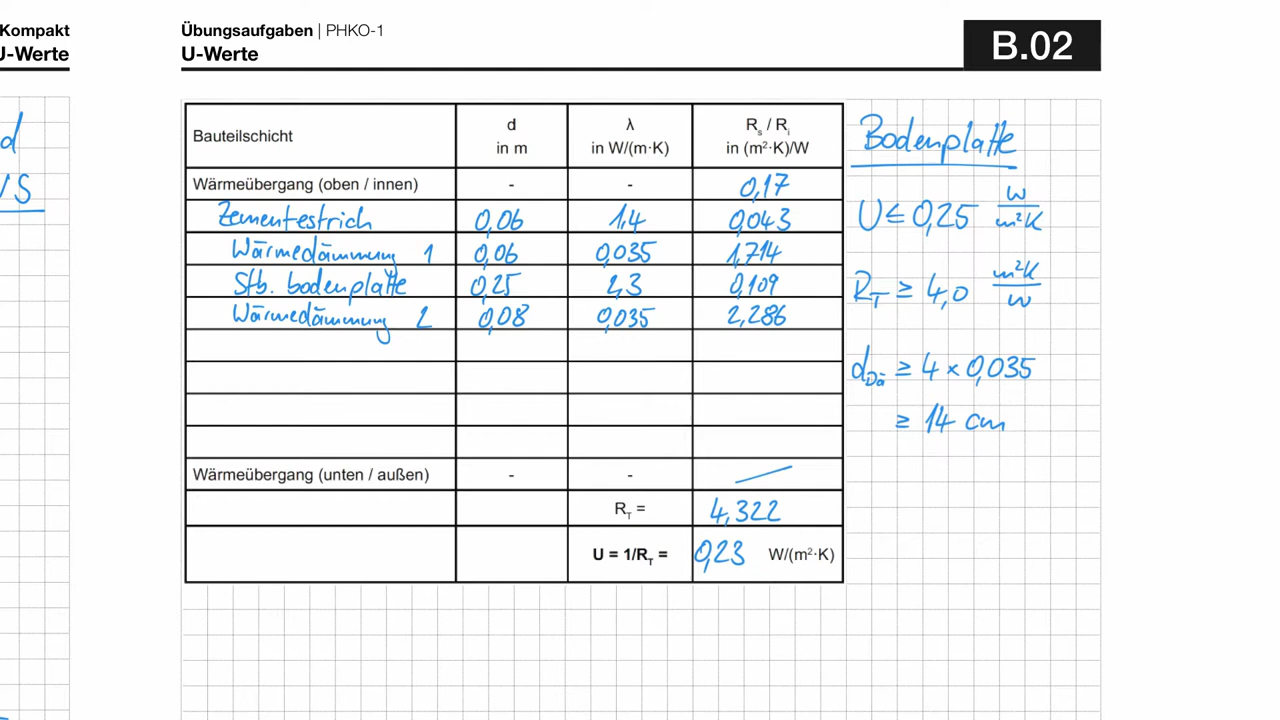 Kompakt
U-Werte
Übungsaufgaben | PHKO-1
U-Werte
B.02
d
/S
Bauteilschicht d in m λ in W/(m·K) Rs / Ri in (m²·K)/W
Wärmeübergang (oben / innen) - - 0,17
Zementestrich 0,06 1,4 0,043
Wärmedämmung 1 0,06 0,035 1,714
Stb. bodenplatte 0,25 2,3 0,109
Wärmedämmung 2 0,08 0,035 2,286
Wärmeübergang (unten / außen) - -
RT = 4,322
U = 1/RT = 0,23 W/(m²·K)
Bodenplatte
U ≤ 0,25 W/m²K
RT ≥ 4,0 m²K/W
dDä ≥ 4 × 0,035
≥ 14 cm